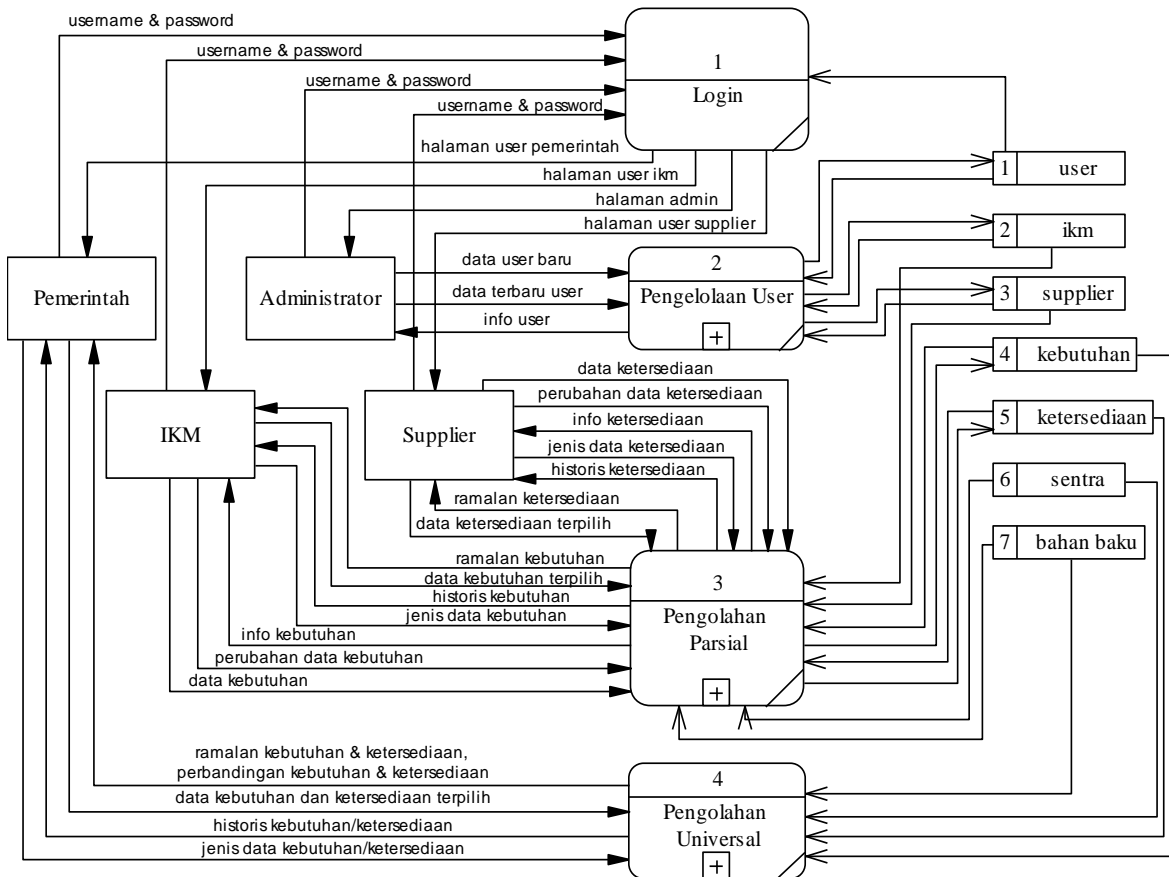 username & password
username & password
username & password
username & password
1
Login
halaman user pemerintah
halaman user ikm
halaman admin
halaman user supplier
1 user
2 ikm
3 supplier
4 kebutuhan
5 ketersediaan
6 sentra
7 bahan baku
Pemerintah
Administrator
data user baru
data terbaru user
info user
2
Pengelolaan User
+
IKM
Supplier
data ketersediaan
perubahan data ketersediaan
info ketersediaan
jenis data ketersediaan
historis ketersediaan
ramalan ketersediaan
data ketersediaan terpilih
ramalan kebutuhan
data kebutuhan terpilih
historis kebutuhan
jenis data kebutuhan
info kebutuhan
perubahan data kebutuhan
data kebutuhan
3
Pengolahan
Parsial
+
ramalan kebutuhan & ketersediaan,
perbandingan kebutuhan & ketersediaan
data kebutuhan dan ketersediaan terpilih
historis kebutuhan/ketersediaan
jenis data kebutuhan/ketersediaan
4
Pengolahan
Universal
+